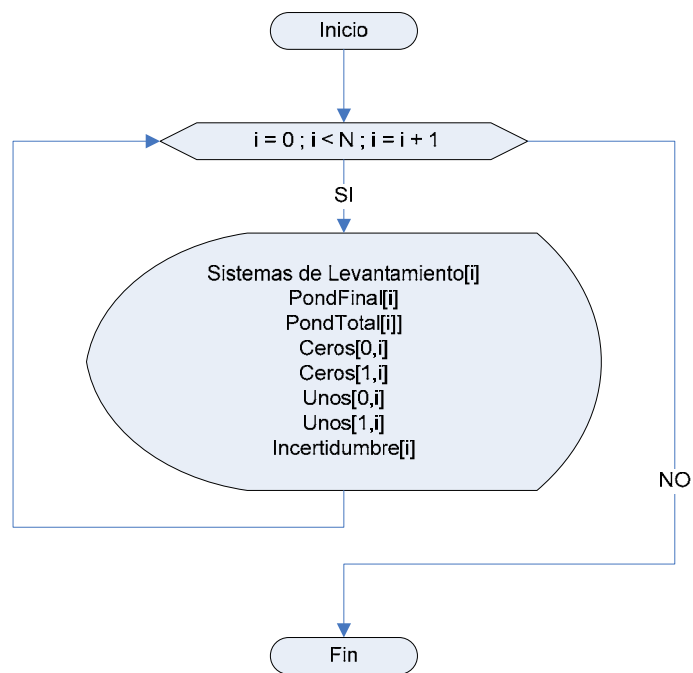 Inicio
i = 0 ; i < N ; i = i + 1
SI
Sistemas de Levantamiento[i]
PondFinal[i]
PondTotal[i]]
Ceros[0,i]
Ceros[1,i]
Unos[0,i]
Unos[1,i]
Incertidumbre[i]
NO
Fin